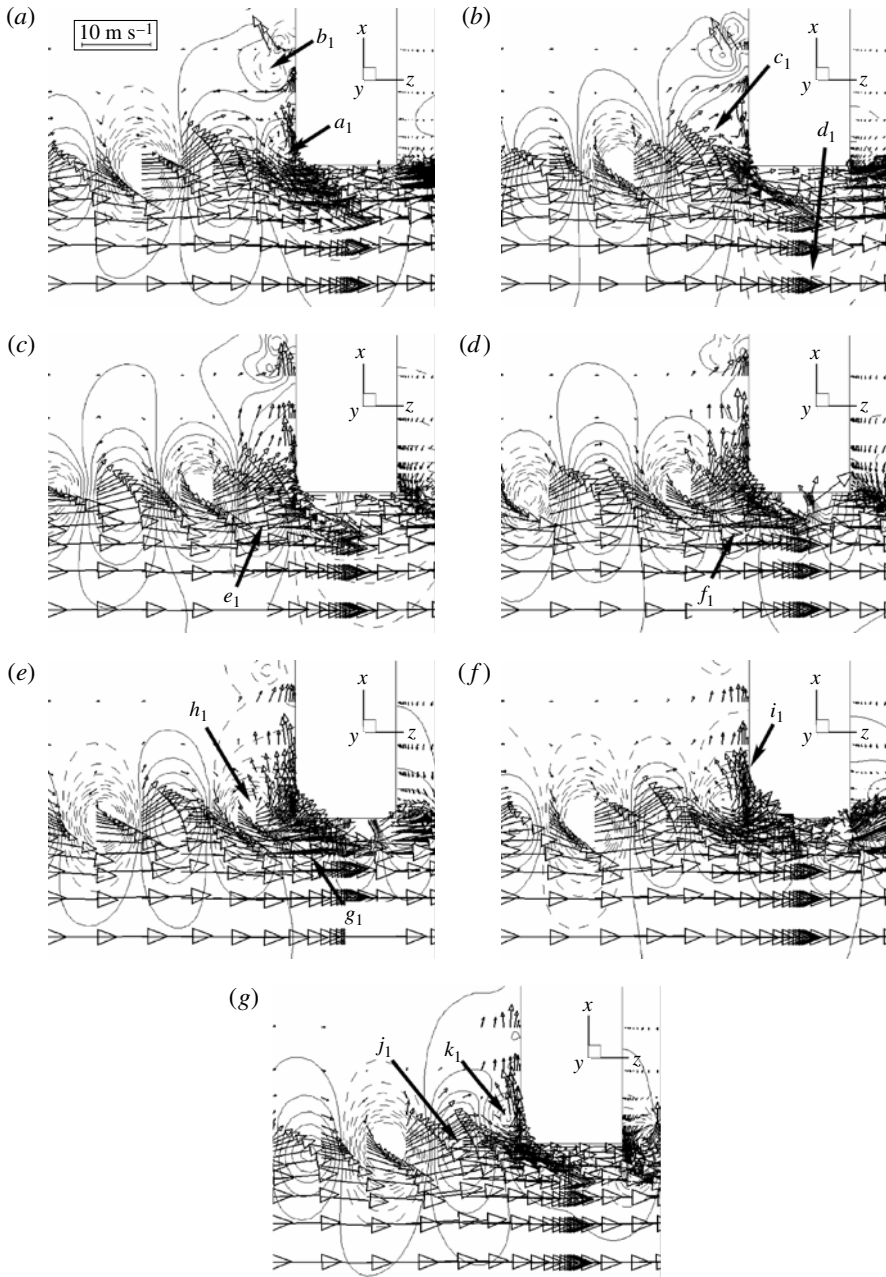 (a)
10 m s⁻¹
b₁
x
y
z
a₁
(b)
c₁
x
y
z
d₁
(c)
x
y
z
e₁
(d)
x
y
z
f₁
(e)
h₁
x
y
z
g₁
(f)
i₁
x
y
z
(g)
j₁
k₁
x
y
z